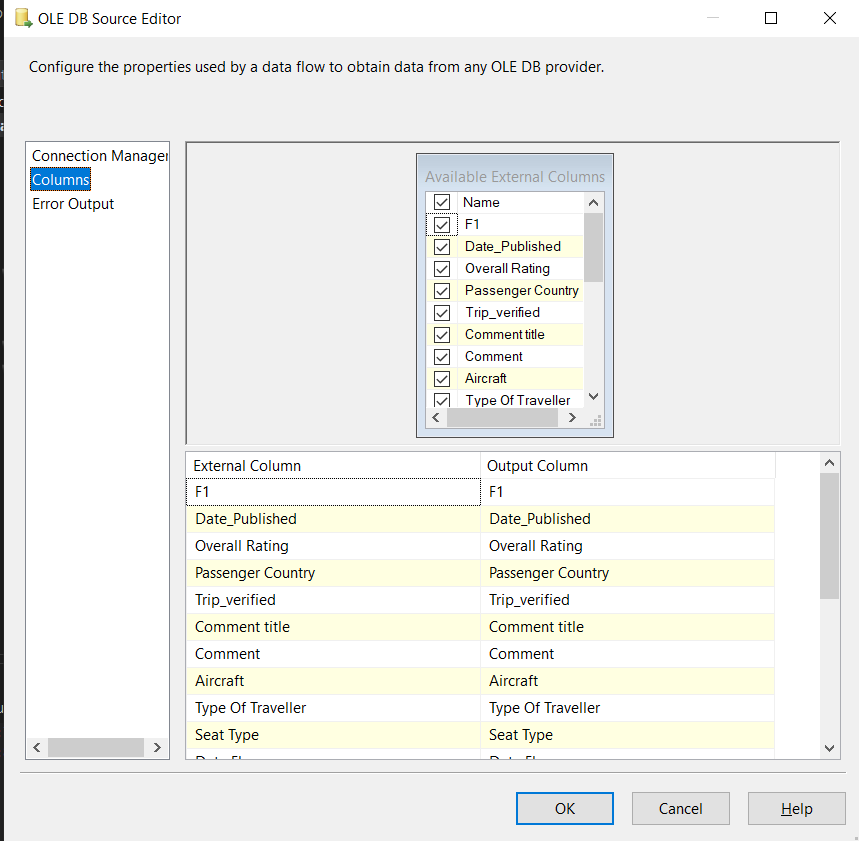 OLE DB Source Editor
Configure the properties used by a data flow to obtain data from any OLE DB provider.
Connection Manager
Columns
Error Output
Available External Columns
Name
F1
Date_Published
Overall Rating
Passenger Country
Trip_verified
Comment title
Comment
Aircraft
Type Of Traveller
External Column Output Column
F1 F1
Date_Published Date_Published
Overall Rating Overall Rating
Passenger Country Passenger Country
Trip_verified Trip_verified
Comment title Comment title
Comment Comment
Aircraft Aircraft
Type Of Traveller Type Of Traveller
Seat Type Seat Type
OK Cancel Help